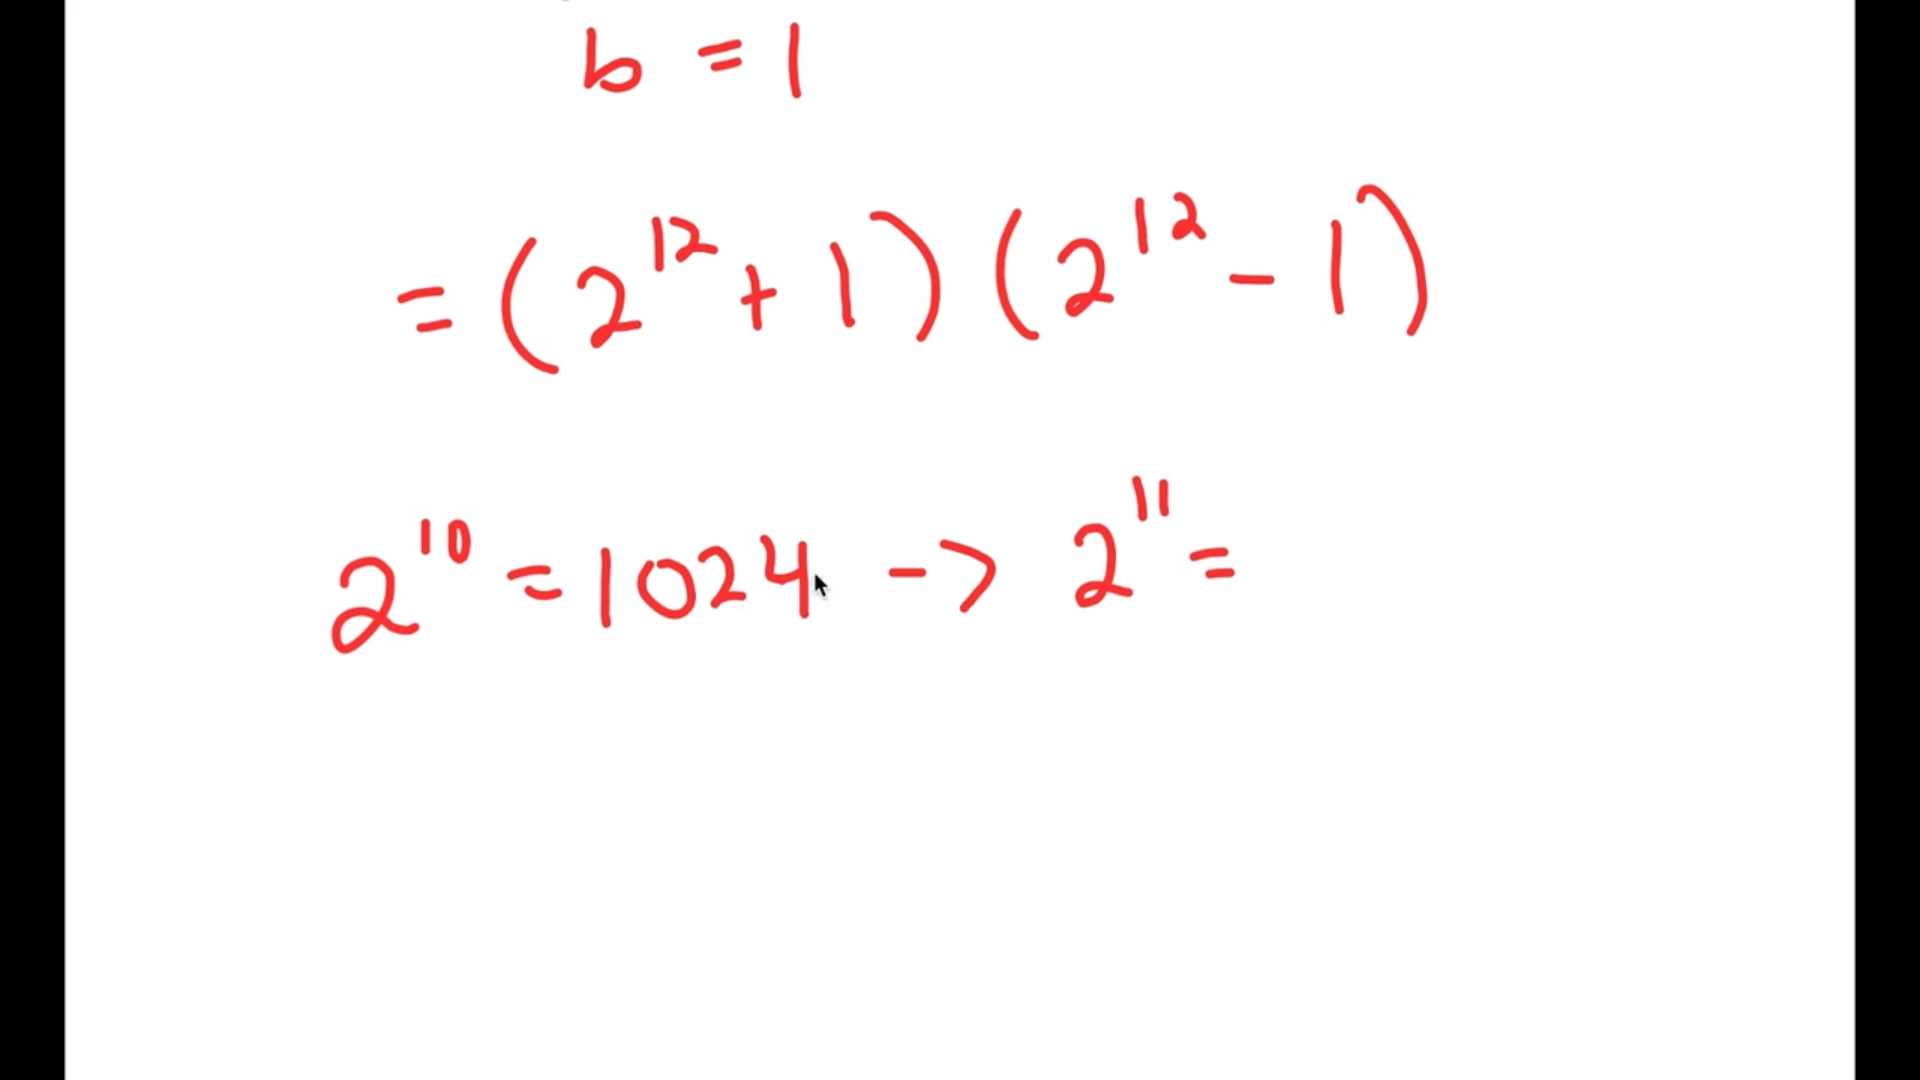 b = 1
= (2^12 + 1) (2^12 - 1)
2^10 = 1024 -> 2^11 =